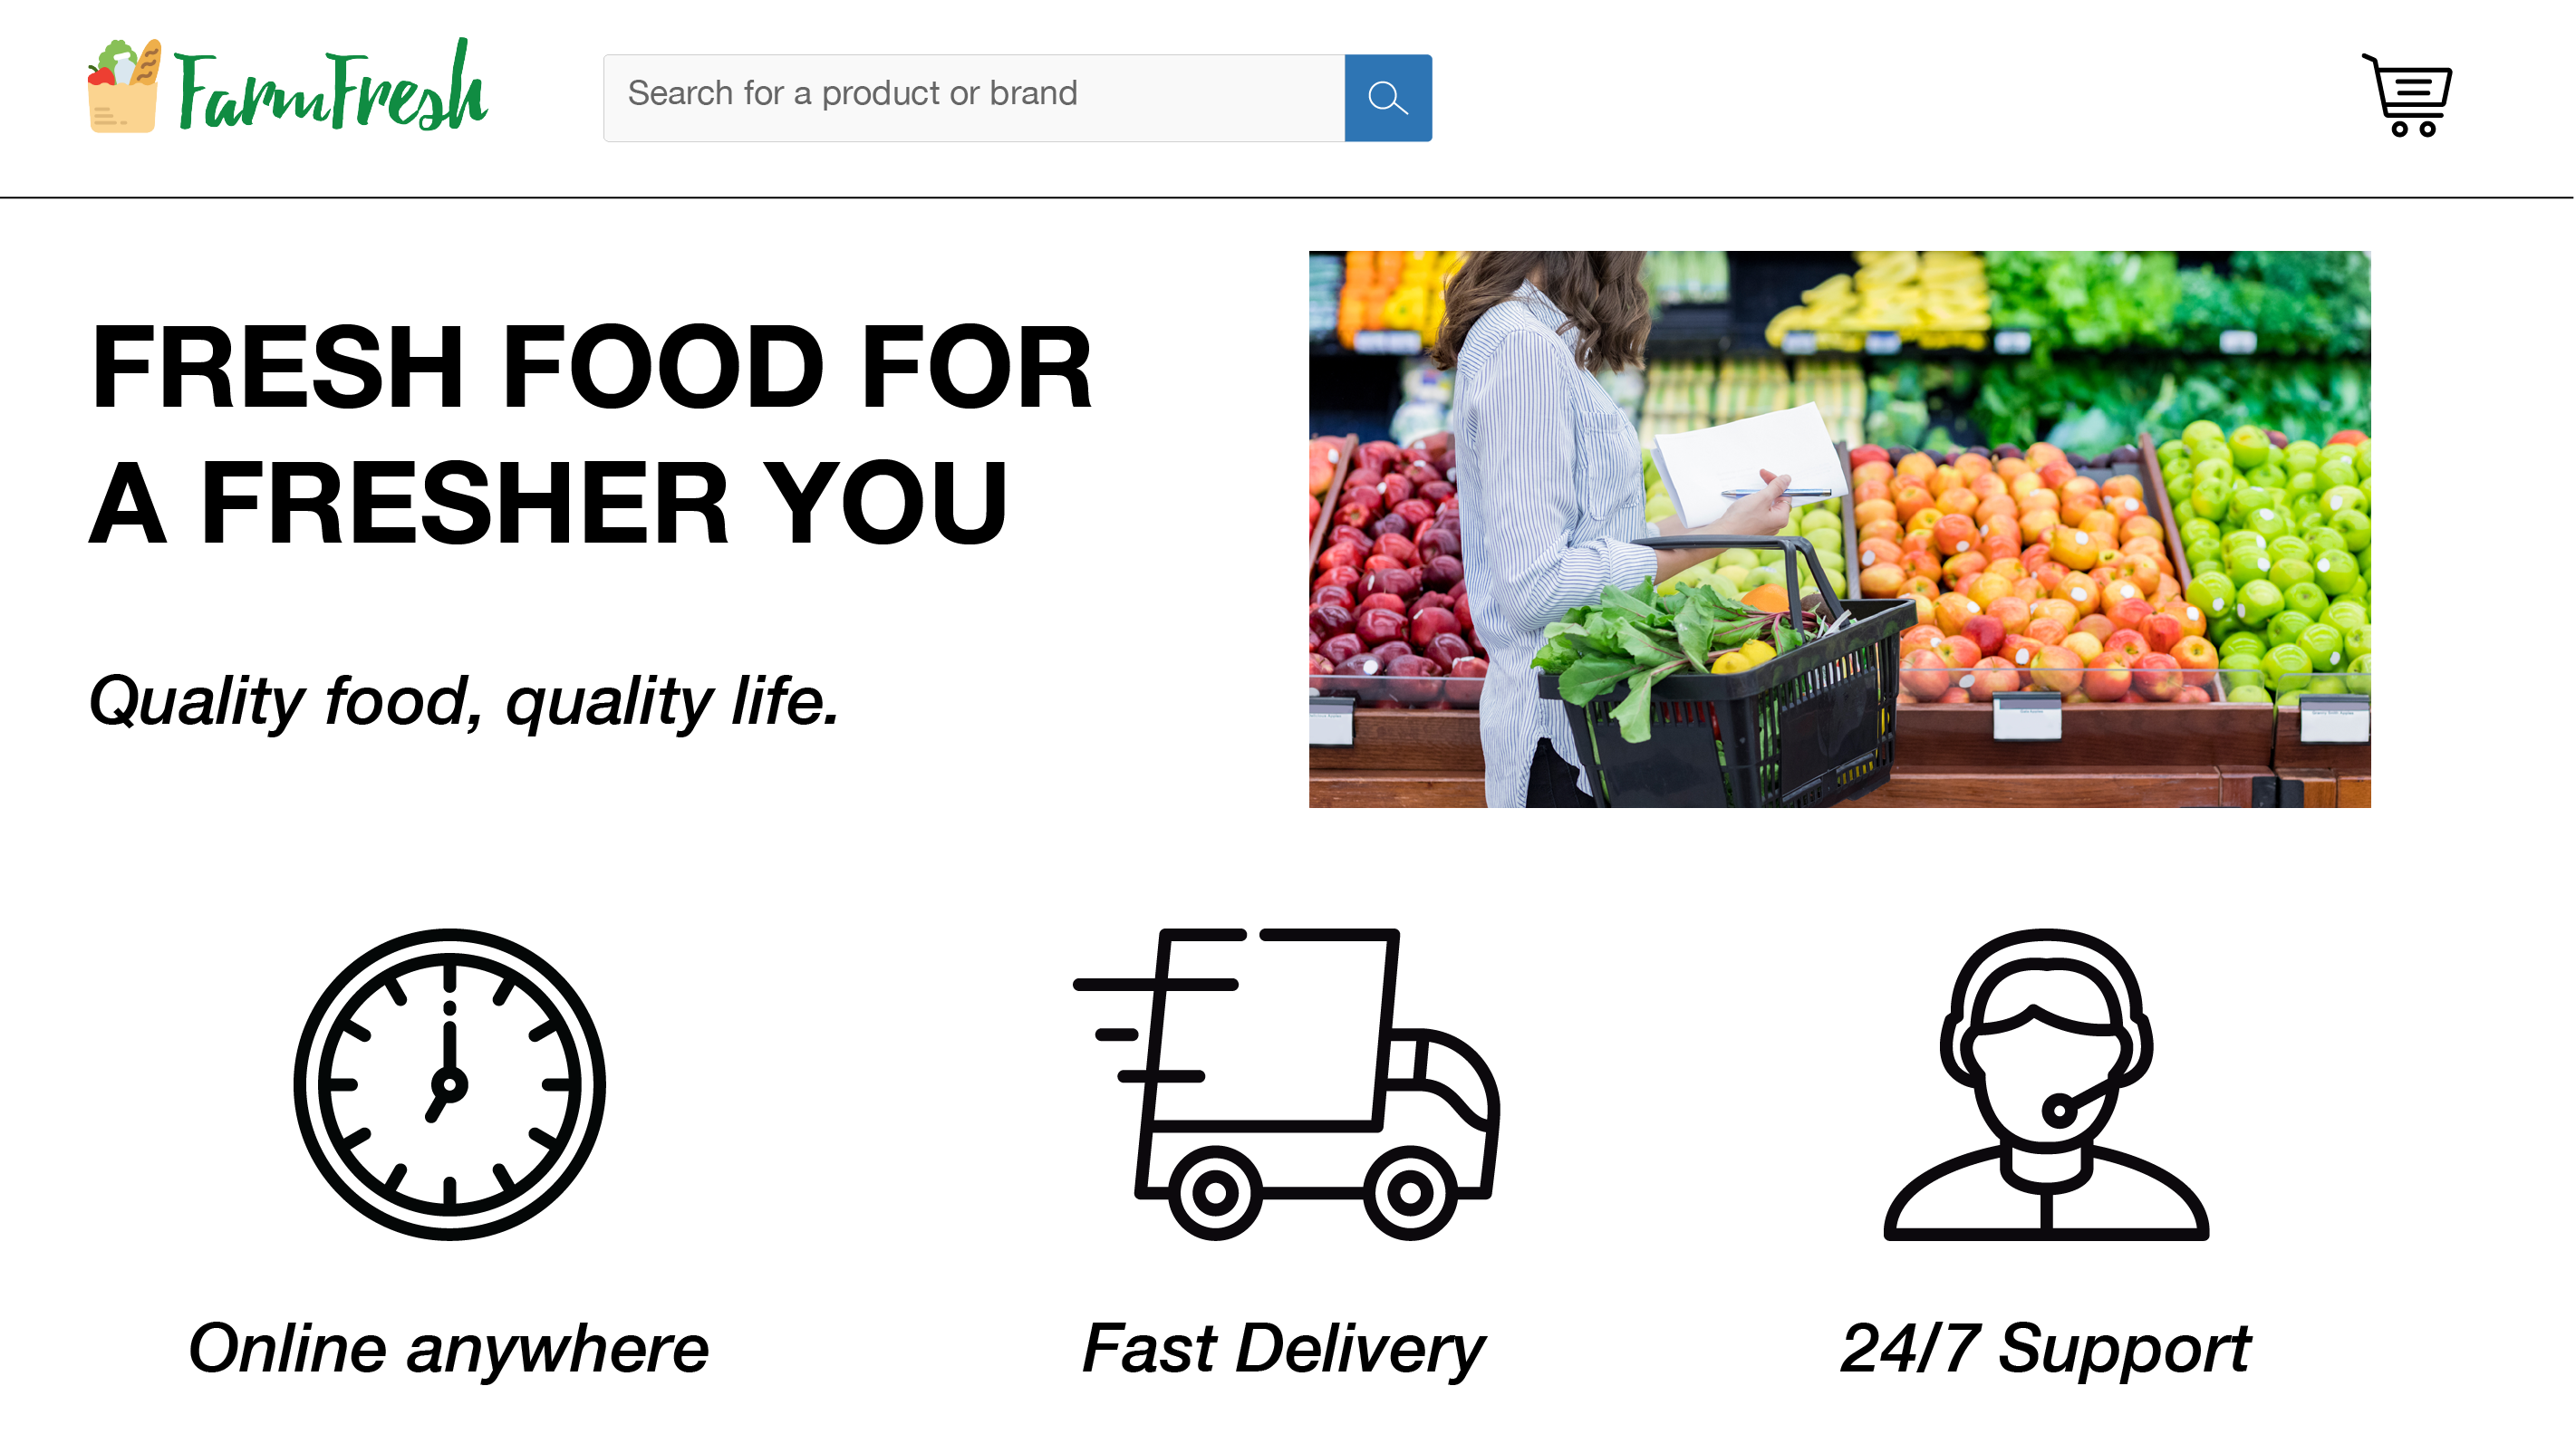 FarmFresh
Search for a product or brand
FRESH FOOD FOR
A FRESHER YOU
Quality food, quality life.
Online anywhere
Fast Delivery
24/7 Support